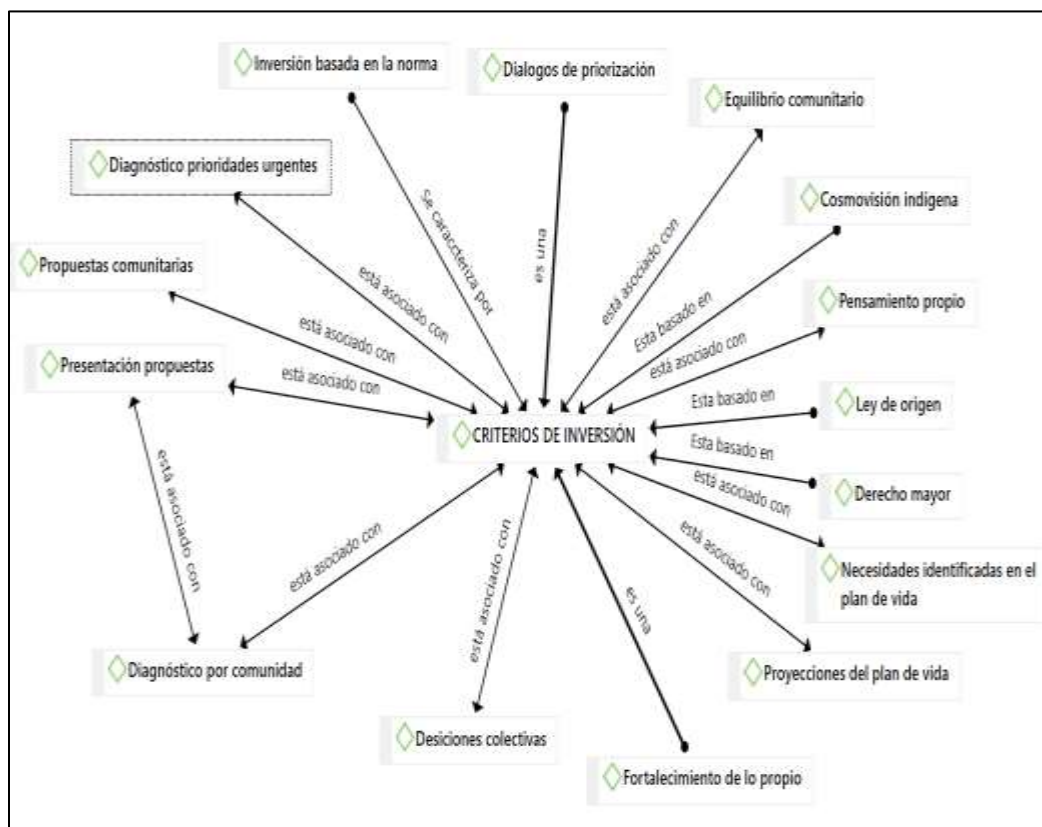 Inversión basada en la norma
Dialogos de priorización
Equilibrio comunitario
Diagnóstico prioridades urgentes
Cosmovisión indígena
Propuestas comunitarias
Pensamiento propio
Presentación propuestas
Ley de origen
CRITERIOS DE INVERSIÓN
Derecho mayor
Necesidades identificadas en el
plan de vida
Diagnóstico por comunidad
Proyecciones del plan de vida
Desiciones colectivas
Fortalecimiento de lo propio
Se caraccteriza por
es una
está asociado con
Esta basado en
está asociado con
está asociado con
está asociado con
está asociado con
Esta basado en
Esta basado en
está asociado con
está asociado con
está asociado con
está asociado con
está asociado con
es una